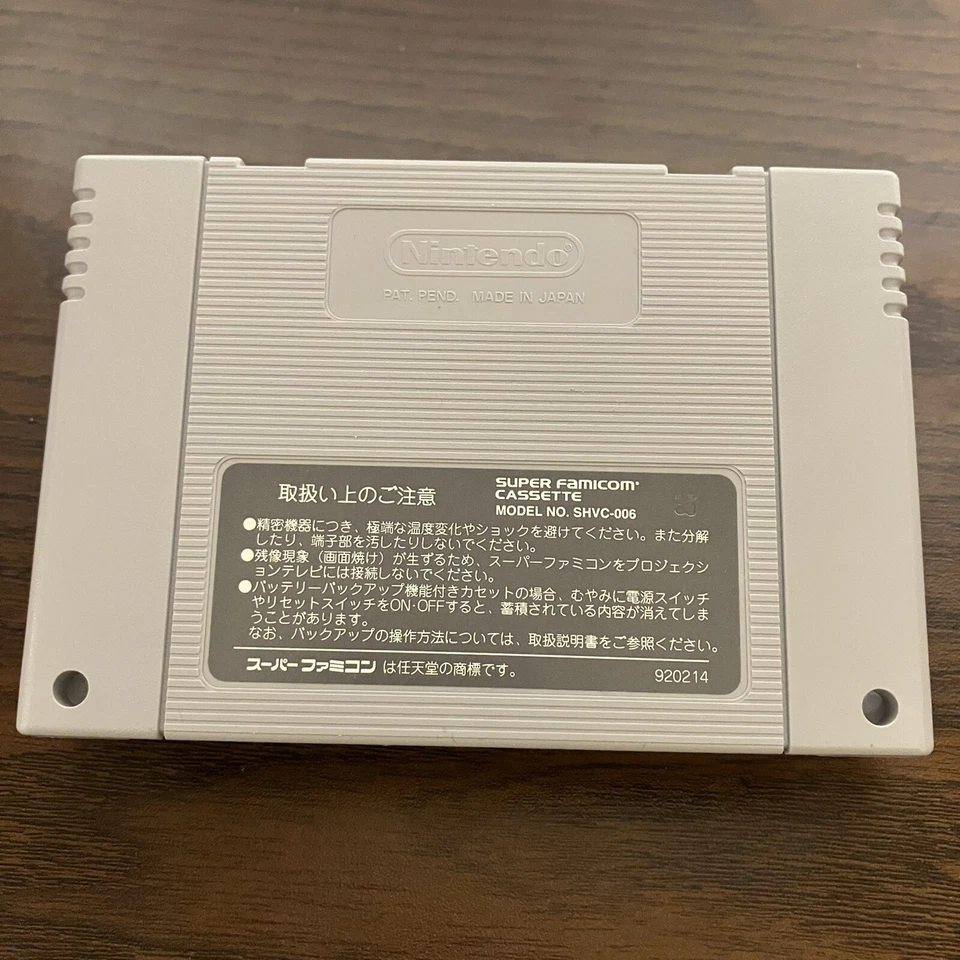 Nintendo®
PAT. PEND. MADE IN JAPAN
取扱い上のご注意
SUPER FAMICOM®
CASSETTE
MODEL NO. SHVC-006
●精密機器につき、極端な温度変化やショックを避けてください。また分解
したり、端子部を汚したりしないでください。
●残像現象（画面焼け）が生ずるため、スーパーファミコンをプロジェクシ
ョンテレビには接続しないでください。
●バッテリーバックアップ機能付きカセットの場合、むやみに電源スイッチ
やリセットスイッチをON・OFFすると、蓄積されている内容が消えてしま
うことがあります。
なお、バックアップの操作方法については、取扱説明書をご参照ください。
スーパーファミコンは任天堂の商標です。
920214